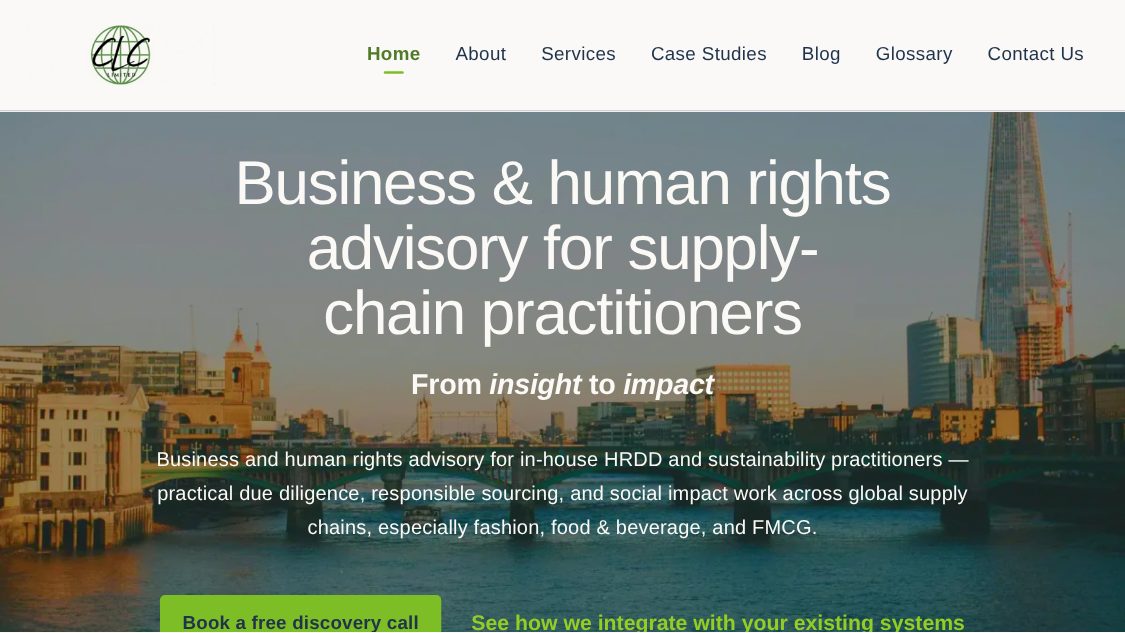 CLC
LIMITED
Home About Services Case Studies Blog Glossary Contact Us
Business & human rights
advisory for supply-
chain practitioners
From insight to impact
Business and human rights advisory for in-house HRDD and sustainability practitioners —
practical due diligence, responsible sourcing, and social impact work across global supply
chains, especially fashion, food & beverage, and FMCG.
Book a free discovery call
See how we integrate with your existing systems